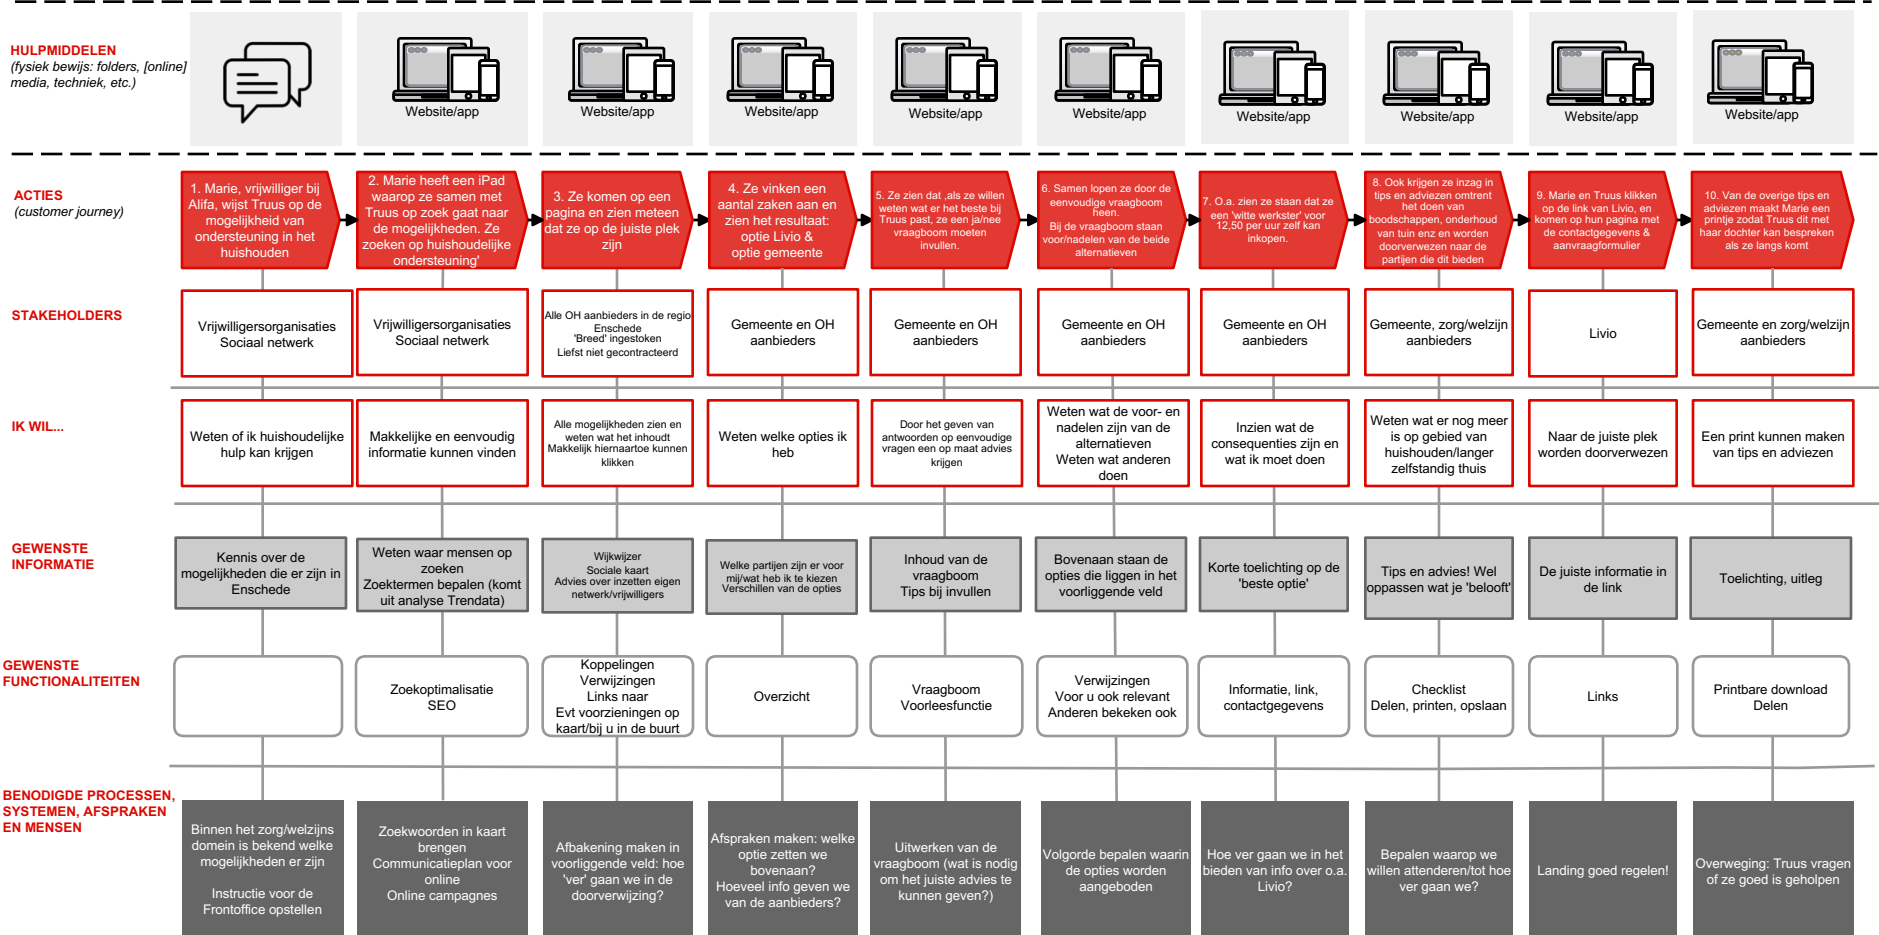 HULPMIDDELEN
(fysiek bewijs: folders, [online]
media, techniek, etc.)
Website/app
Website/app
Website/app
Website/app
Website/app
Website/app
Website/app
Website/app
Website/app
ACTIES
(customer journey)
1. Marie, vrijwilliger bij
Alifa, wijst Truus op de
mogelijkheid van
ondersteuning in het
huishouden
2. Marie heeft een iPad
waarop ze samen met
Truus op zoek gaat naar
de mogelijkheden. Ze
zoeken op huishoudelijke
ondersteuning'
3. Ze komen op een
pagina en zien meteen
dat ze op de juiste plek
zijn
4. Ze vinken een
aantal zaken aan en
zien het resultaat:
optie Livio &
optie gemeente
5. Ze zien dat ,als ze willen
weten wat er het beste bij
Truus past, ze een ja/nee
vraagboom moeten
invullen.
6. Samen lopen ze door de
eenvoudige vraagboom
heen.
Bij de vraagboom staan
voor/nadelen van de beide
alternatieven
7. O.a. zien ze staan dat ze
een 'witte werkster' voor
12,50 per uur zelf kan
inkopen.
8. Ook krijgen ze inzag in
tips en adviezen omtrent
het doen van
boodschappen, onderhoud
van tuin enz en worden
doorverwezen naar de
partijen die dit bieden
9. Marie en Truus klikken
op de link van Livio, en
komen op hun pagina met
de contactgegevens &
aanvraagformulier
10. Van de overige tips en
adviezen maakt Marie een
printje zodat Truus dit met
haar dochter kan bespreken
als ze langs komt
STAKEHOLDERS
Vrijwilligersorganisaties
Sociaal netwerk
Vrijwilligersorganisaties
Sociaal netwerk
Alle OH aanbieders in de regio
Enschede
'Breed' ingestoken
Liefst niet gecontracteerd
Gemeente en OH
aanbieders
Gemeente en OH
aanbieders
Gemeente en OH
aanbieders
Gemeente en OH
aanbieders
Gemeente, zorg/welzijn
aanbieders
Livio
Gemeente en zorg/welzijn
aanbieders
IK WIL...
Weten of ik huishoudelijke
hulp kan krijgen
Makkelijke en eenvoudig
informatie kunnen vinden
Alle mogelijkheden zien en
weten wat het inhoudt
Makkelijk hiernaartoe kunnen
klikken
Weten welke opties ik
heb
Door het geven van
antwoorden op eenvoudige
vragen een op maat advies
krijgen
Weten wat de voor- en
nadelen zijn van de
alternatieven
Weten wat anderen
doen
Inzien wat de
consequenties zijn en
wat ik moet doen
Weten wat er nog meer
is op gebied van
huishouden/langer
zelfstandig thuis
Naar de juiste plek
worden doorverwezen
Een print kunnen maken
van tips en adviezen
GEWENSTE
INFORMATIE
Kennis over de
mogelijkheden die er zijn in
Enschede
Weten waar mensen op
zoeken
Zoektermen bepalen (komt
uit analyse Trendata)
Wijkwijzer
Sociale kaart
Advies over inzetten eigen
netwerk/vrijwilligers
Welke partijen zijn er voor
mij/wat heb ik te kiezen
Verschillen van de opties
Inhoud van de
vraagboom
Tips bij invullen
Bovenaan staan de
opties die liggen in het
voorliggende veld
Korte toelichting op de
'beste optie'
Tips en advies! Wel
oppassen wat je 'belooft'
De juiste informatie in
de link
Toelichting, uitleg
GEWENSTE
FUNCTIONALITEITEN
Zoekoptimalisatie
SEO
Koppelingen
Verwijzingen
Links naar
Evt voorzieningen op
kaart/bij u in de buurt
Overzicht
Vraagboom
Voorleesfunctie
Verwijzingen
Voor u ook relevant
Anderen bekeken ook
Informatie, link,
contactgegevens
Checklist
Delen, printen, opslaan
Links
Printbare download
Delen
BENODIGDE PROCESSEN,
SYSTEMEN, AFSPRAKEN
EN MENSEN
Binnen het zorg/welzijns
domein is bekend welke
mogelijkheden er zijn
Instructie voor de
Frontoffice opstellen
Zoekwoorden in kaart
brengen
Communicatieplan voor
online
Online campagnes
Afbakening maken in
voorliggende veld: hoe
'ver' gaan we in de
doorverwijzing?
Afspraken maken: welke
optie zetten we
bovenaan?
Hoeveel info geven we
van de aanbieders?
Uitwerken van de
vraagboom (wat is nodig
om het juiste advies te
kunnen geven?)
Volgorde bepalen waarin
de opties worden
aangeboden
Hoe ver gaan we in het
bieden van info over o.a.
Livio?
Bepalen waarop we
willen attenderen/tot hoe
ver gaan we?
Landing goed regelen!
Overweging: Truus vragen
of ze goed is geholpen